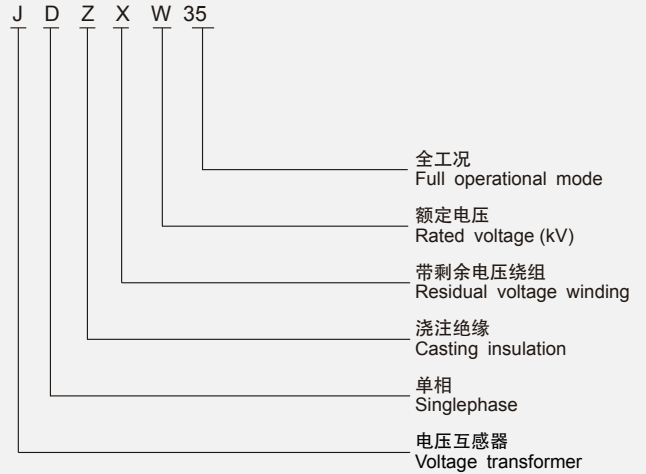 J D Z X W 35
全工况
Full operational mode
额定电压
Rated voltage (kV)
带剩余电压绕组
Residual voltage winding
浇注绝缘
Casting insulation
单相
Singlephase
电压互感器
Voltage transformer